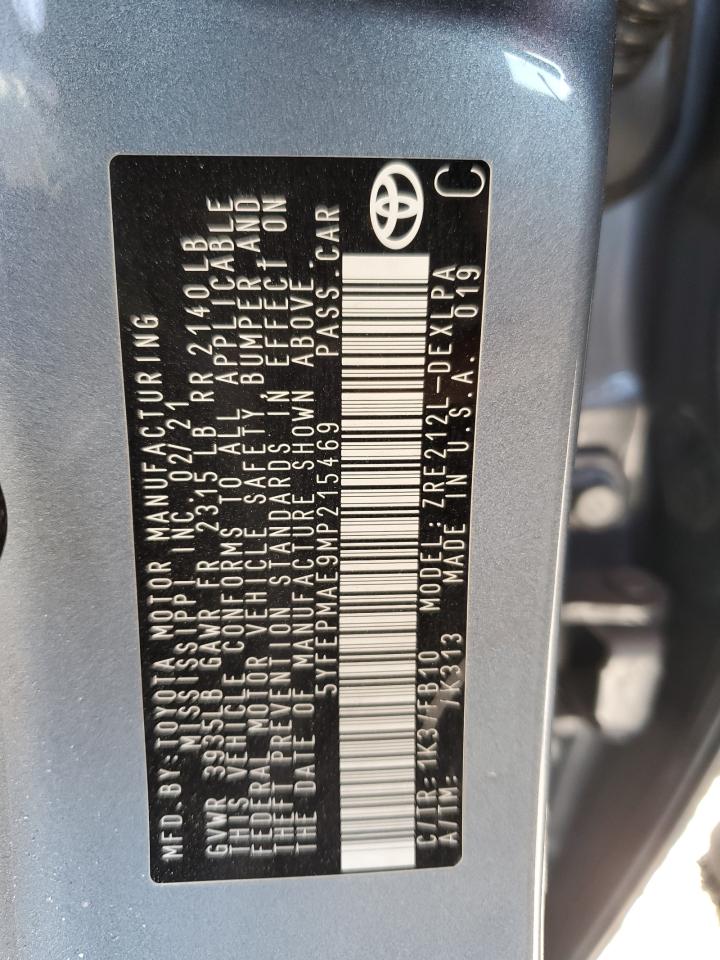 MFD.BY:TOYOTA MOTOR MANUFACTURING
MISSISSIPPI INC. 02/21
GVWR 3935LB GAWR FR 2315 LB RR 2140LB
THIS VEHICLE CONFORMS TO ALL APPLICABLE
FEDERAL MOTOR VEHICLE SAFETY, BUMPER, AND
THEFT PREVENTION STANDARDS IN EFFECT ON
THE DATE OF MANUFACTURE SHOWN ABOVE.
5YFEPMAE9MP215469 PASS.CAR
C/TR:1K3/FB10 MODEL:ZRE212L-DEXLPA
A/TM: /K313 MADE IN U.S.A. 019 C